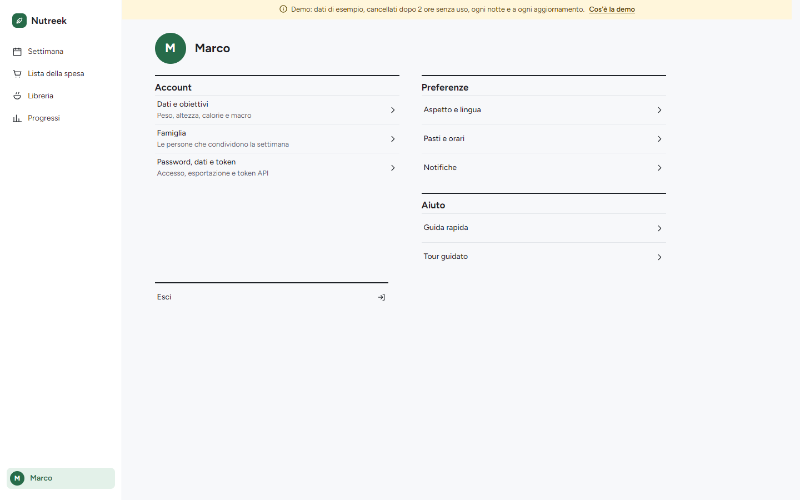 Nutreek
Settimana
Lista della spesa
Libreria
Progressi
M Marco
Demo: dati di esempio, cancellati dopo 2 ore senza uso, ogni notte e a ogni aggiornamento. Cos'è la demo
M Marco
Account
Dati e obiettivi
Peso, altezza, calorie e macro
Famiglia
Le persone che condividono la settimana
Password, dati e token
Accesso, esportazione e token API
Preferenze
Aspetto e lingua
Pasti e orari
Notifiche
Aiuto
Guida rapida
Tour guidato
Esci